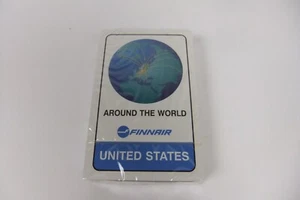 AROUND THE WORLD
FINNAIR
UNITED STATES